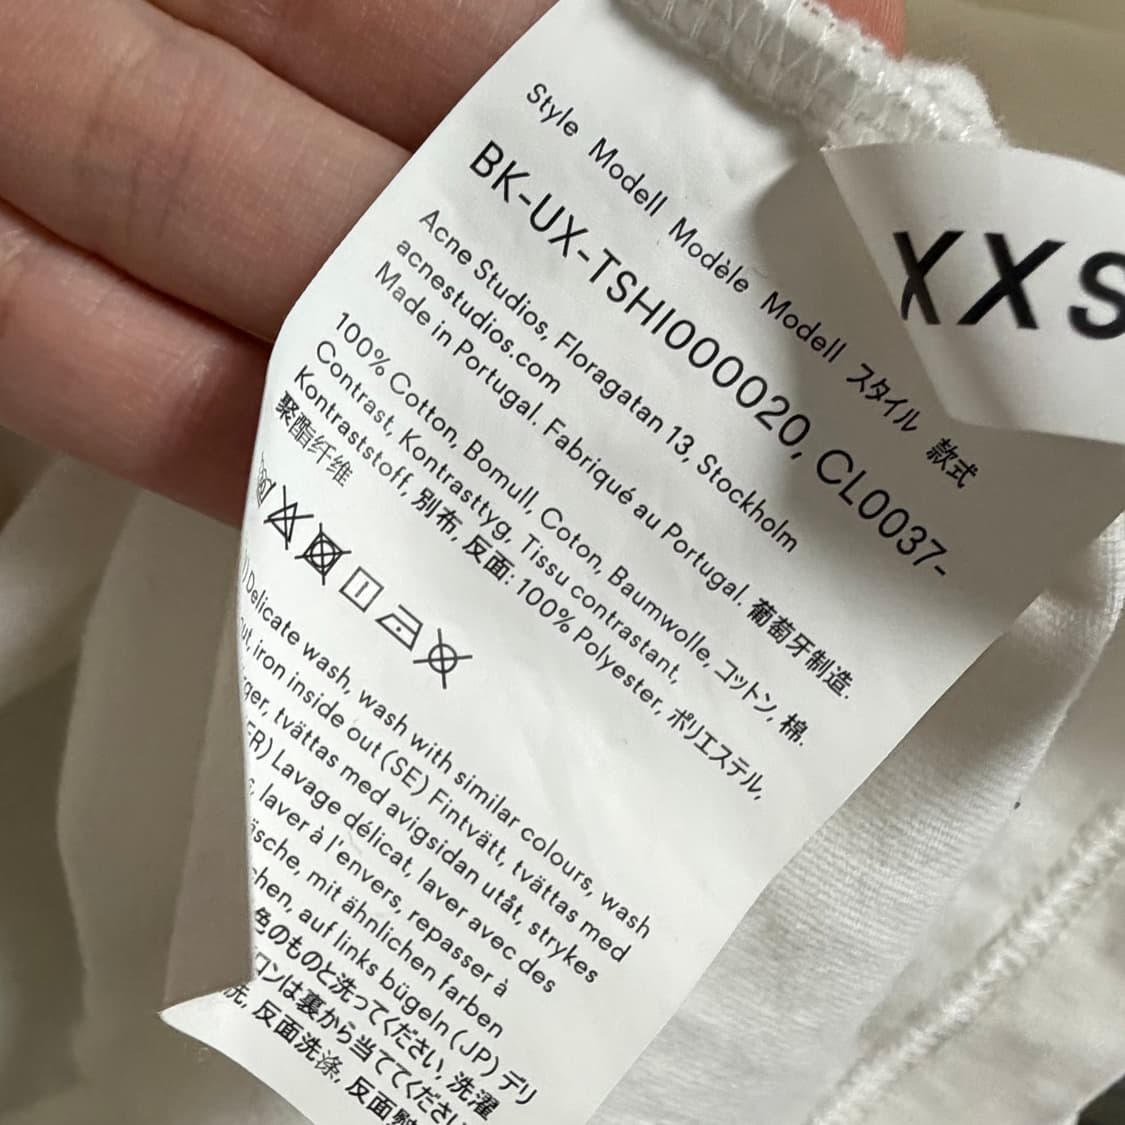 XXS
Style Modell Modèle Modell スタイル 款式
BK-UX-TSHI000020, CL0037-
Acne Studios, Floragatan 13, Stockholm
acnestudios.com
Made in Portugal. Fabriqué au Portugal. 葡萄牙制造.
100% Cotton, Bomull, Coton, Baumwolle, コットン, 棉.
Contrast, Kontrasttyg, Tissu contrastant,
Kontraststoff, 別布, 反面: 100% Polyester, ポリエステル,
聚酯纤维
Delicate wash, wash with similar colours, wash
out, iron inside out (SE) Fintvätt, tvättas med
tvättas med avigsidan utåt, strykes
(FR) Lavage délicat, laver avec des
laver à l'envers, repasser à
mit ähnlichen farben
auf links bügeln (JP) デリ
色のものと洗ってください, 洗濯
は裏から当ててください
洗, 反面洗涤, 反面